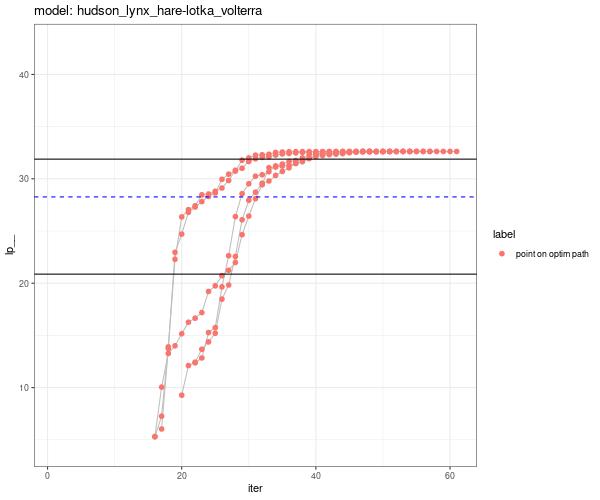 model: hudson_lynx_hare-lotka_volterra
40
30
20
10
lp__
0
20
40
60
iter
label
point on optim path